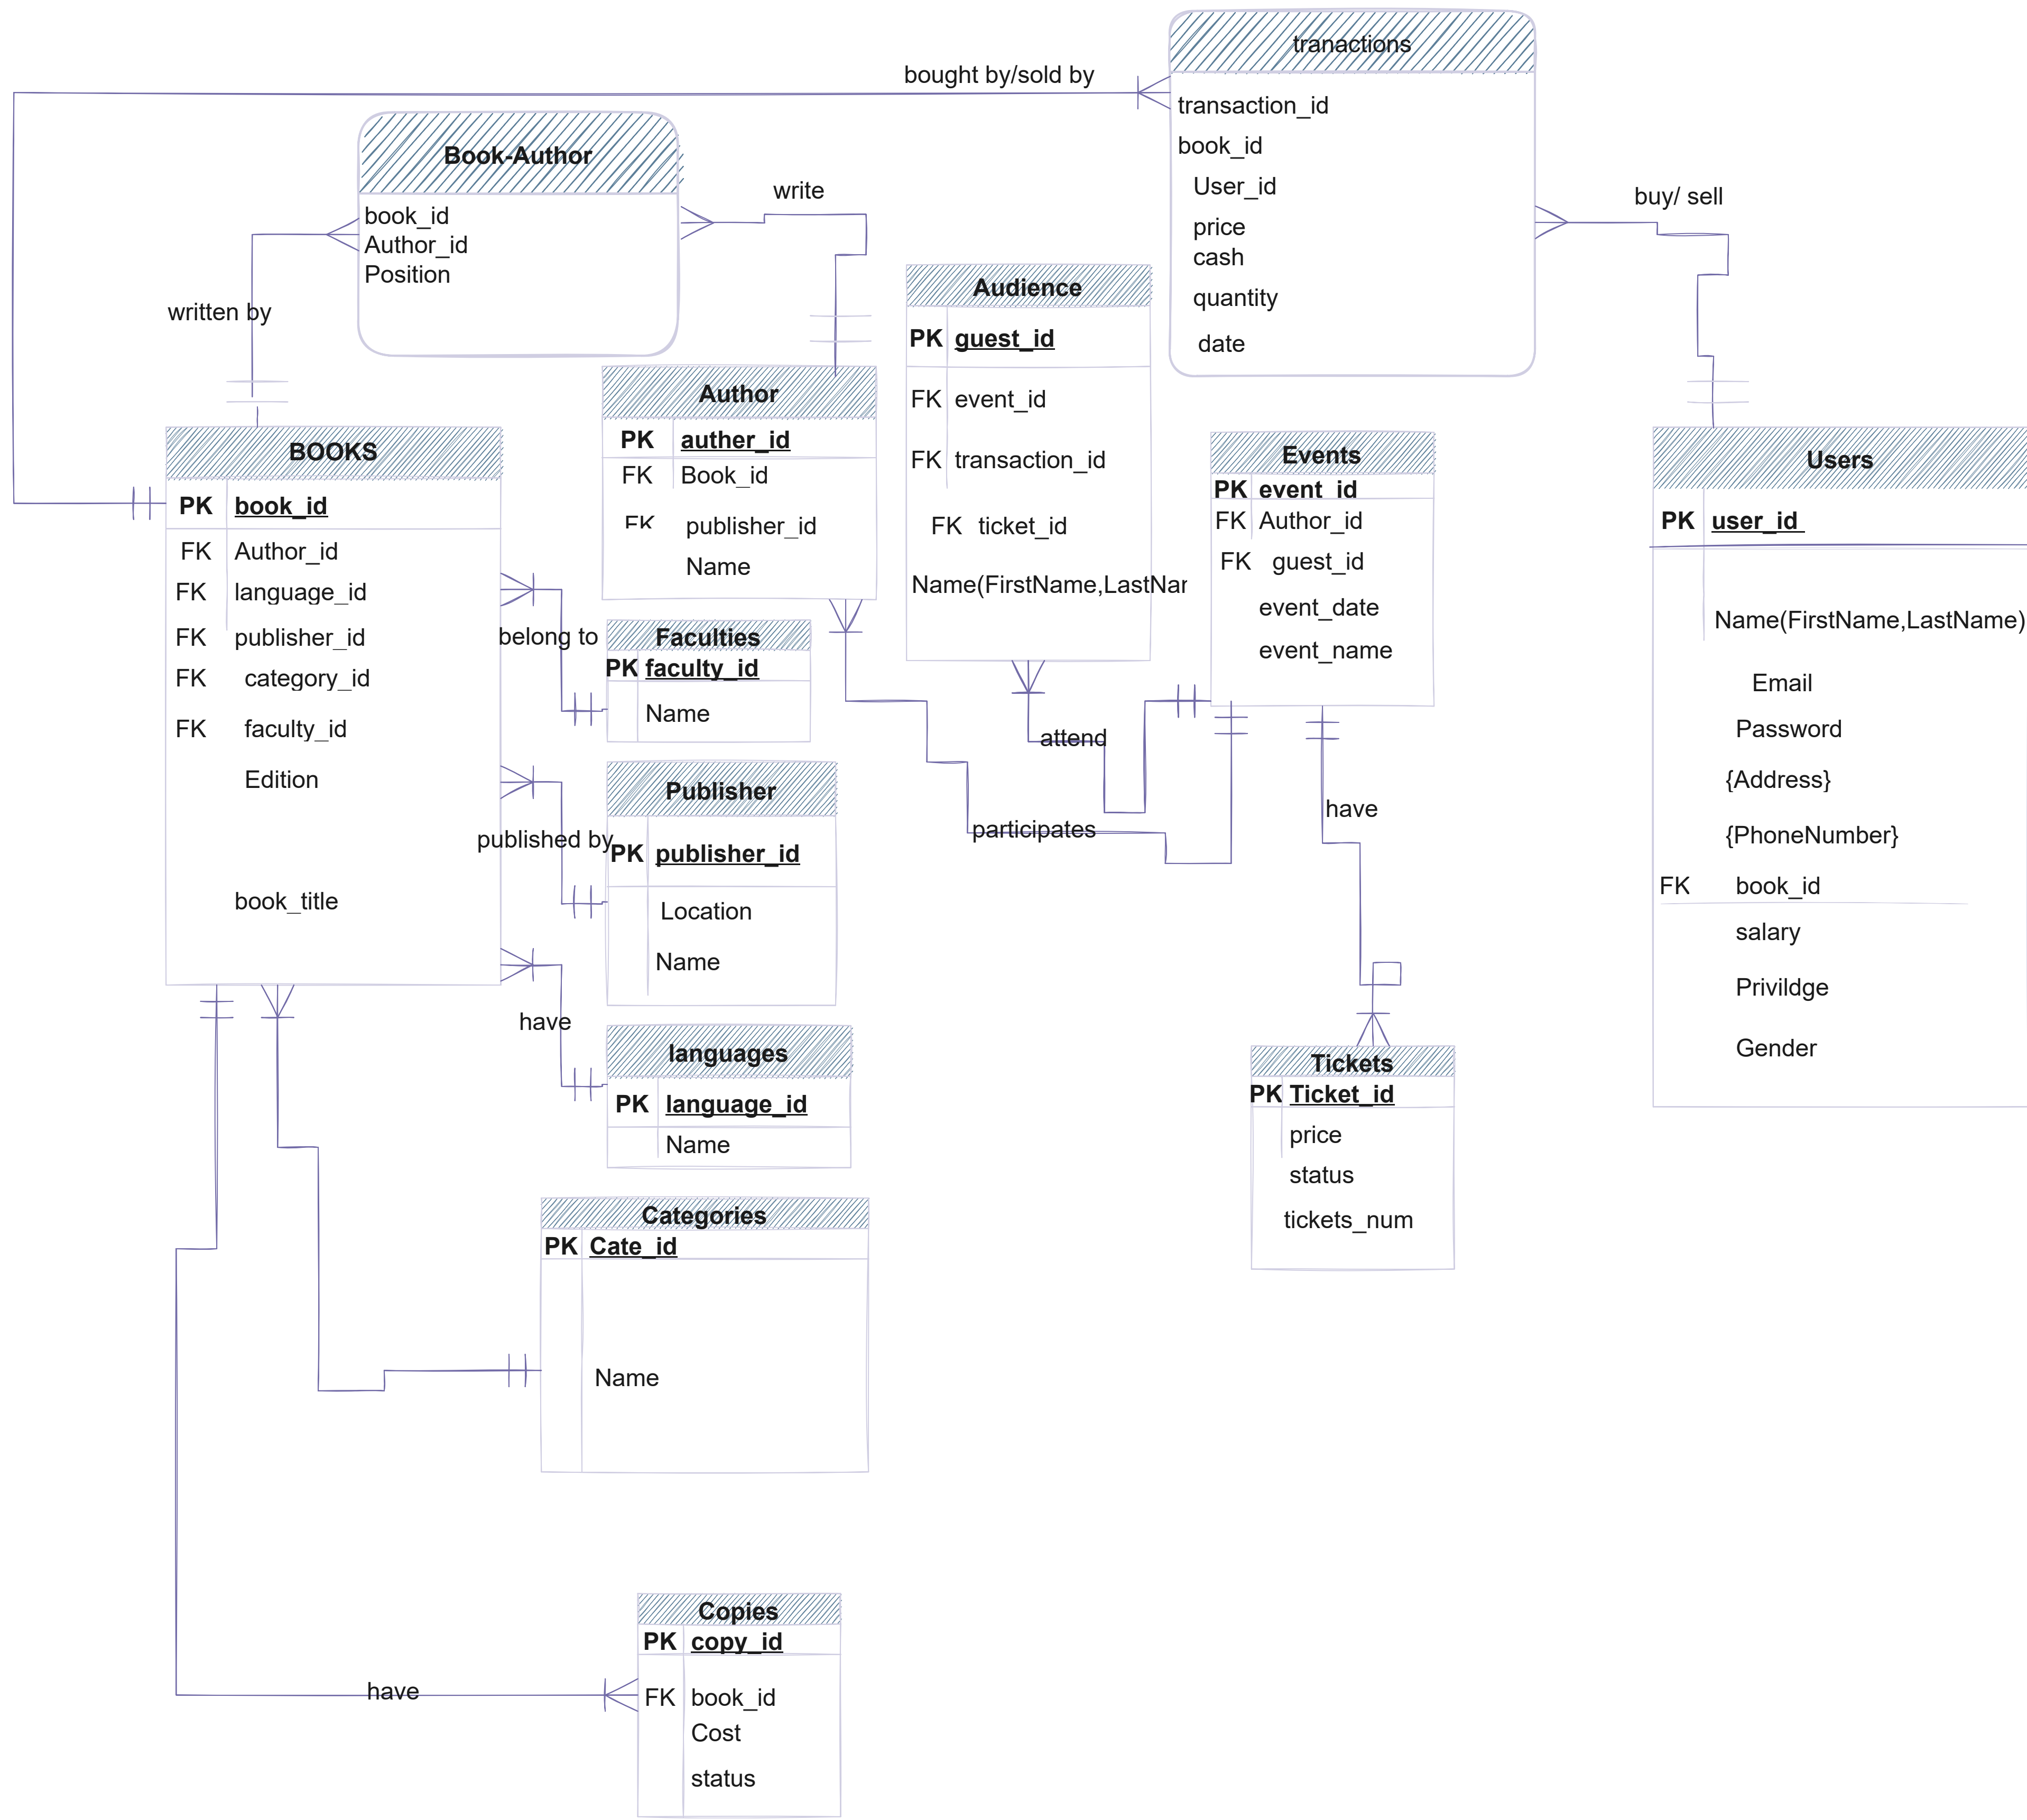 tranactions
transaction_id
book_id
User_id
price
cash
quantity
date
bought by/sold by
Book-Author
book_id
Author_id
Position
write
buy/ sell
written by
Audience
PK guest_id
FK event_id
FK transaction_id
FK ticket_id
Name(FirstName,LastNar
Author
PK auther_id
FK Book_id
FK publisher_id
Name
BOOKS
PK book_id
FK Author_id
FK language_id
FK publisher_id
FK category_id
FK faculty_id
Edition
book_title
Events
PK event_id
FK Author_id
FK guest_id
event_date
event_name
Users
PK user_id
Name(FirstName,LastName)
Email
Password
{Address}
{PhoneNumber}
FK book_id
salary
Prividge
Gender
belong to
Faculties
PK faculty_id
Name
attend
participates
have
published by
Publisher
PK publisher_id
Location
Name
have
languages
PK language_id
Name
Tickets
PK Ticket_id
price
status
tickets_num
Categories
PK Cate_id
Name
have
Copies
PK copy_id
FK book_id
Cost
status